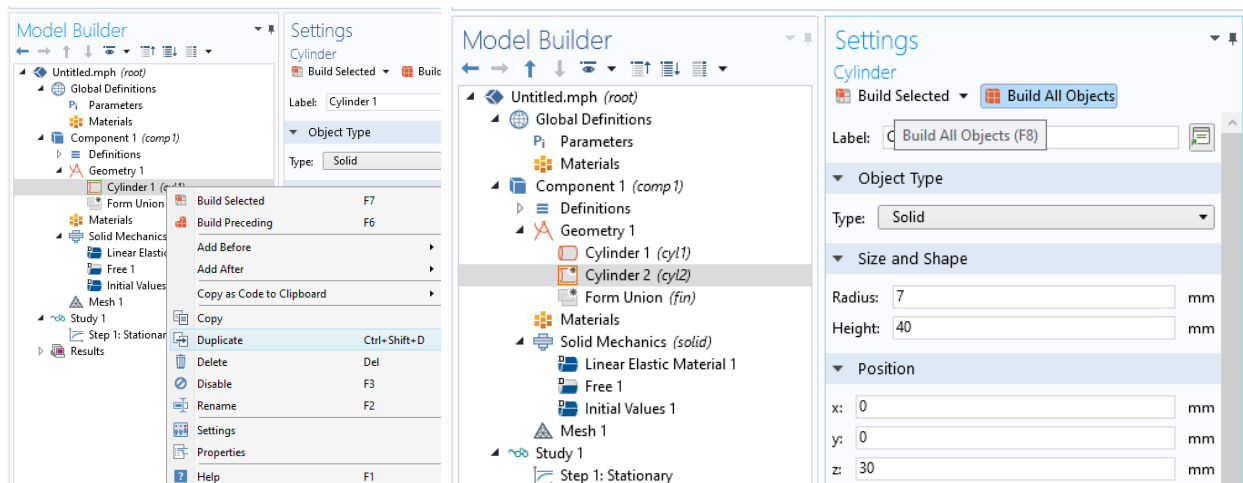 Model Builder
Untitled.mph (root)
Global Definitions
Pi Parameters
Materials
Component 1 (comp1)
Definitions
Geometry 1
Cylinder 1 (cyl1)
Form Union
Materials
Solid Mechanics
Linear Elastic
Free 1
Initial Values
Mesh 1
Study 1
Step 1: Stationar
Results
Settings
Cylinder
Build Selected
Buil
Label: Cylinder 1
Object Type
Type: Solid
Build Selected F7
Build Preceding F6
Add Before
Add After
Copy as Code to Clipboard
Copy
Duplicate Ctrl+Shift+D
Delete Del
Disable F3
Rename F2
Settings
Properties
? Help F1
Model Builder
Untitled.mph (root)
Global Definitions
Pi Parameters
Materials
Component 1 (comp1)
Definitions
Geometry 1
Cylinder 1 (cyl1)
Cylinder 2 (cyl2)
Form Union (fin)
Materials
Solid Mechanics (solid)
Linear Elastic Material 1
Free 1
Initial Values 1
Mesh 1
Study 1
Step 1: Stationary
Settings
Cylinder
Build Selected Build All Objects
Label:
Build All Objects (F8)
Object Type
Type: Solid
Size and Shape
Radius: 7 mm
Height: 40 mm
Position
x: 0 mm
y: 0 mm
z: 30 mm